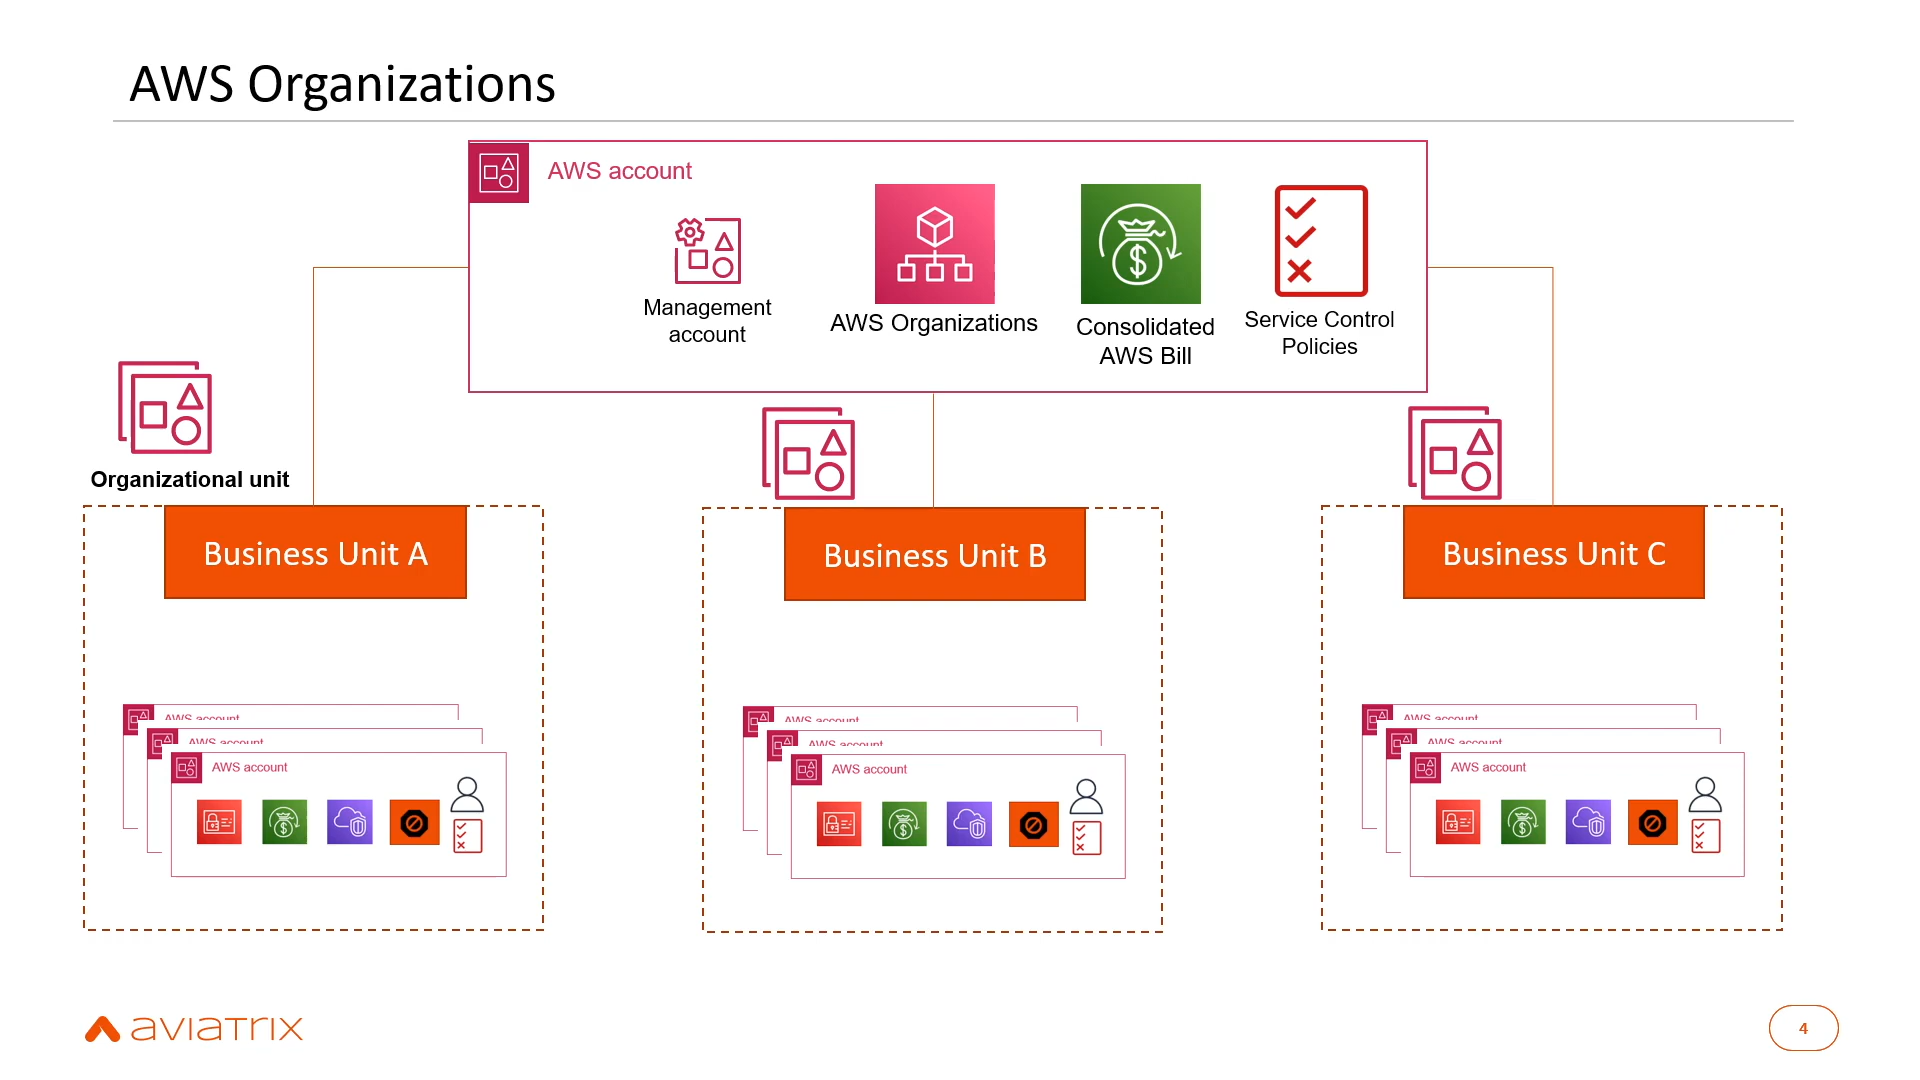 AWS Organizations
AWS account
Management
account
AWS Organizations
Consolidated
AWS Bill
Service Control
Policies
Organizational unit
Business Unit A
Business Unit B
Business Unit C
AWS account
AWS account
AWS account
AWS account
AWS account
AWS account
AWS account
AWS account
AWS account
aviatrix
4